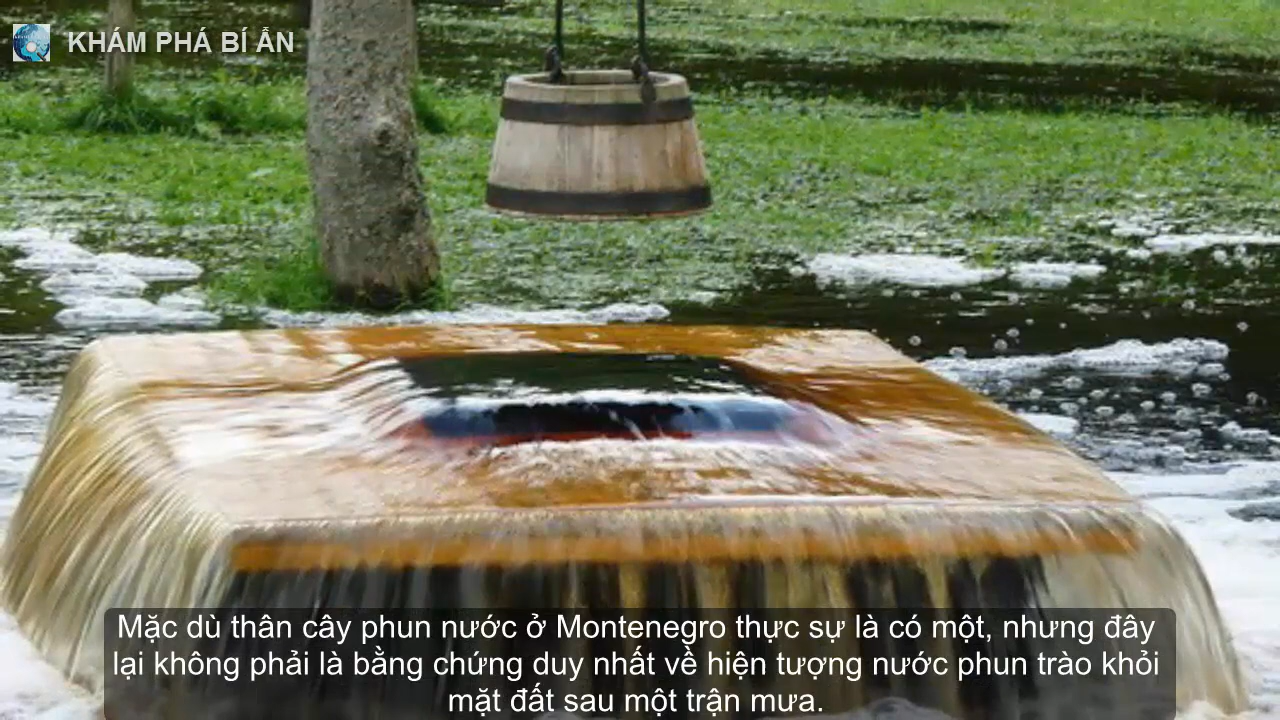 KHÁM PHÁ BÍ ẨN
Mặc dù thân cây phun nước ở Montenegro thực sự là có một, nhưng đây
lại không phải là bằng chứng duy nhất về hiện tượng nước phun trào khỏi
mặt đất sau một trận mưa.